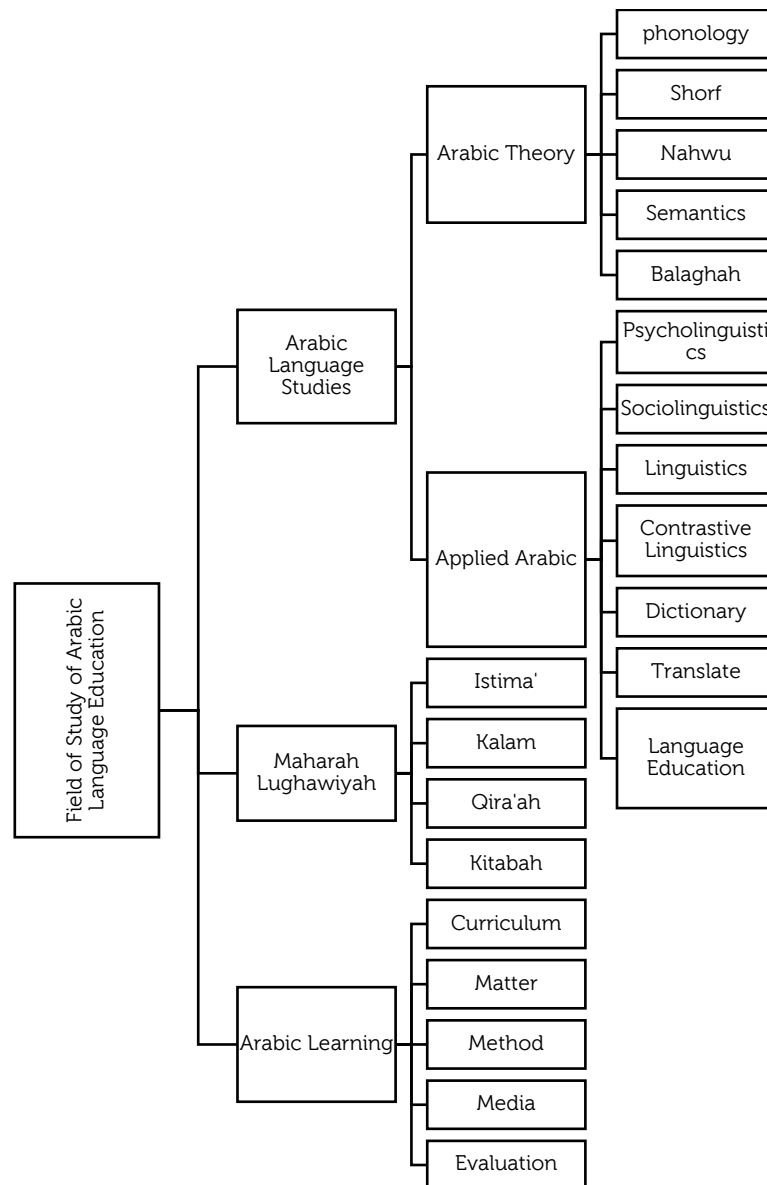 Field of Study of Arabic
Language Education
Arabic
Language
Studies
Arabic Theory
phonology
Shorf
Nahwu
Semantics
Balaghah
Applied Arabic
Psycholinguisti
cs
Sociolinguistics
Linguistics
Contrastive
Linguistics
Dictionary
Translate
Language
Education
Maharah
Lughawiyah
Istima'
Kalam
Qira'ah
Kitabah
Arabic Learning
Curriculum
Matter
Method
Media
Evaluation